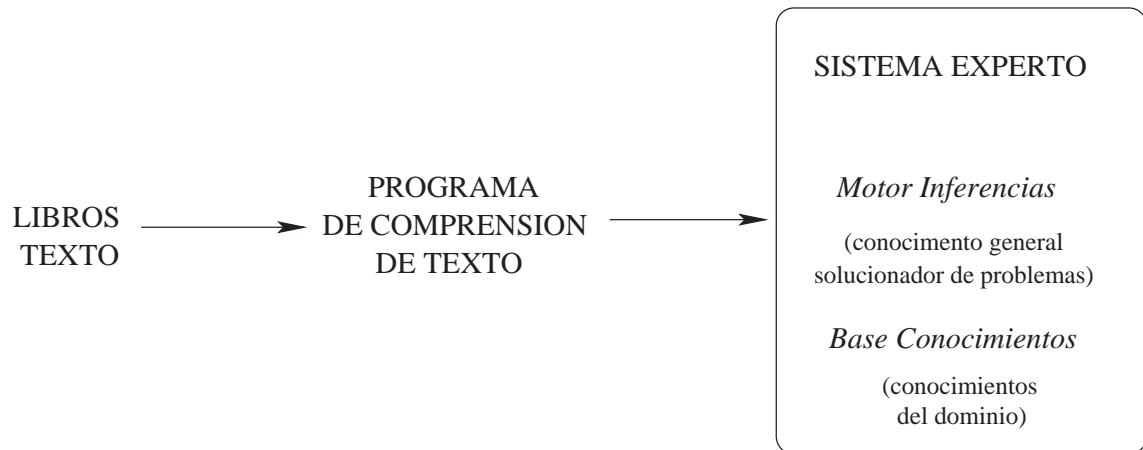 LIBROS
TEXTO
PROGRAMA
DE COMPRENSION
DE TEXTO
SISTEMA EXPERTO
Motor Inferencias
(conocimento general
solucionador de problemas)
Base Conocimientos
(conocimientos
del dominio)